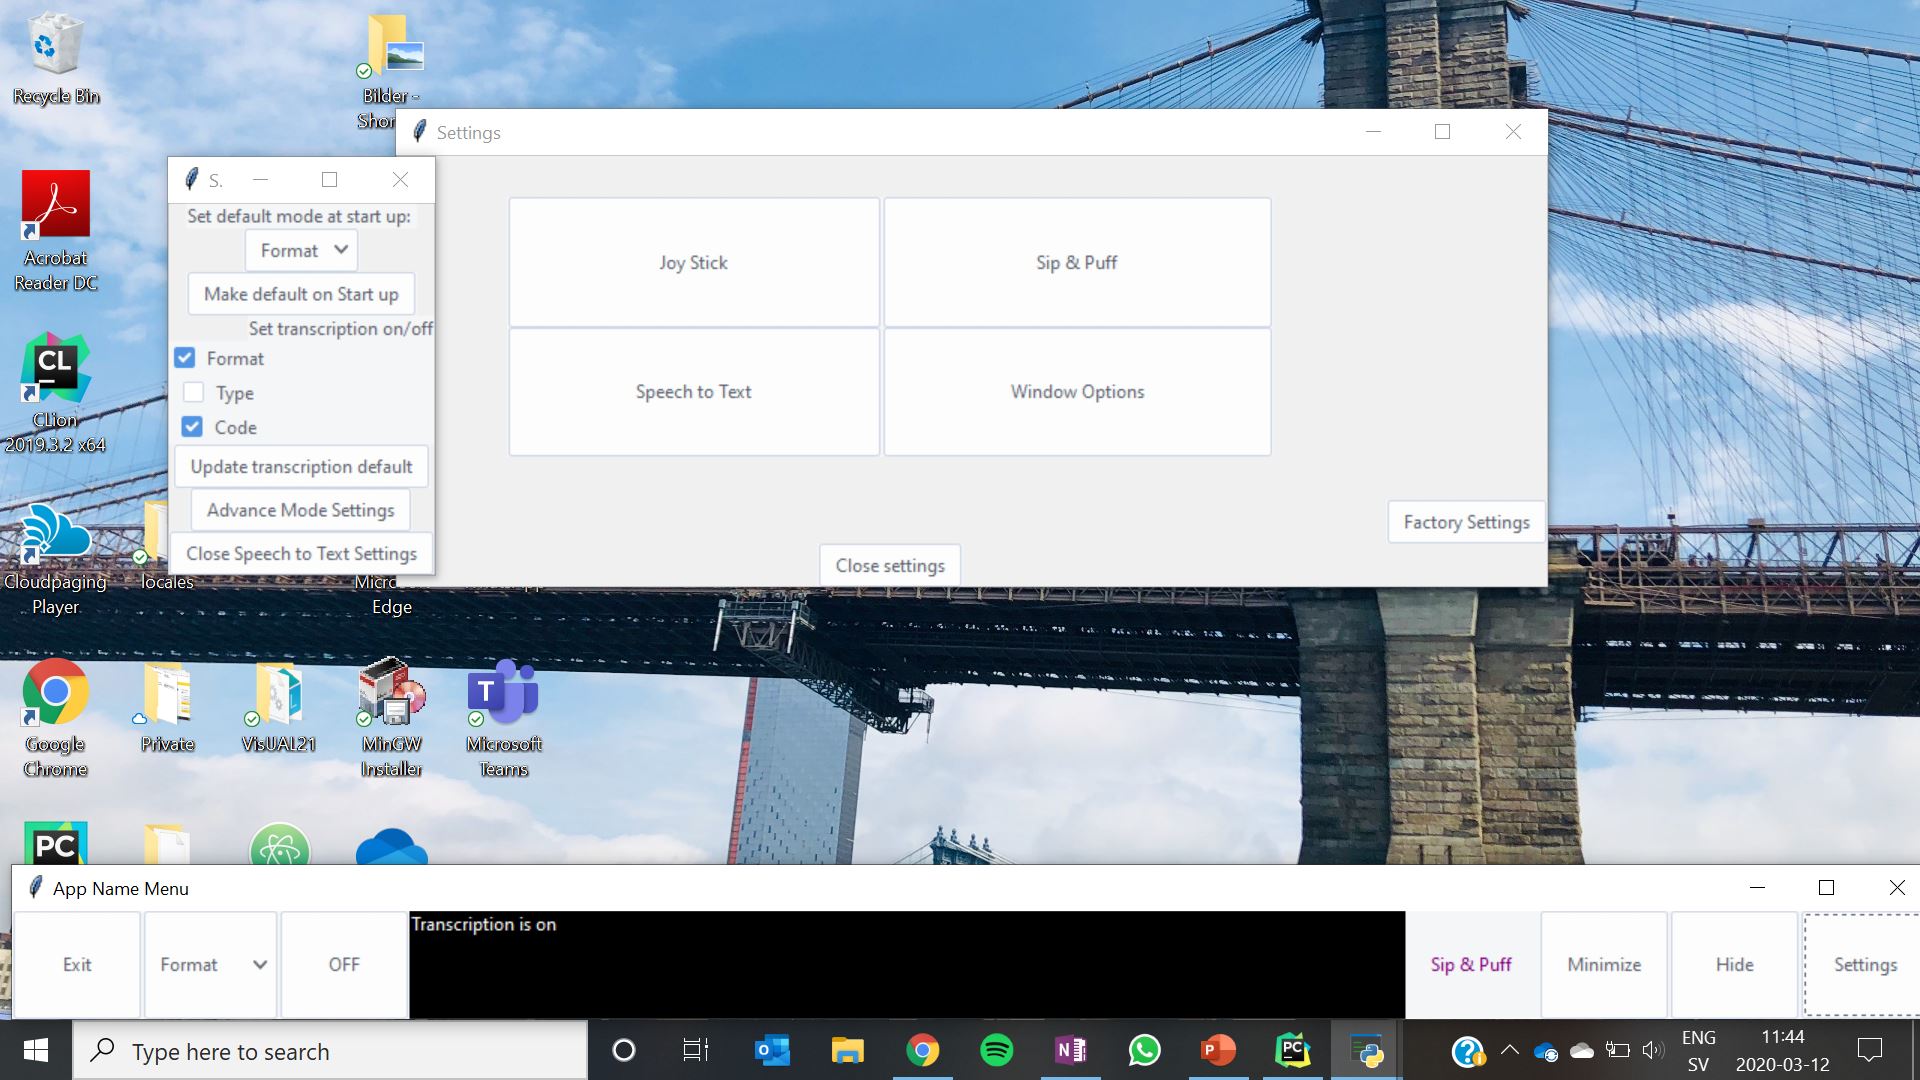 Recycle Bin
Bilder -
Shor
Settings
S.
Set default mode at start up:
Format
Make default on Start up
Set transcription on/off
Format
Type
Code
Update transcription default
Advance Mode Settings
Close Speech to Text Settings
Joy Stick
Sip & Puff
Speech to Text
Window Options
Factory Settings
Close settings
Acrobat
Reader DC
CL
CLion
2019.3.2 x64
Cloudpaging
Player
locales
Edge
Google
Chrome
Private
VisUAL21
MinGW
Installer
T
Microsoft
Teams
PC
App Name Menu
Exit
Format
OFF
Transcription is on
Sip & Puff
Minimize
Hide
Settings
Type here to search
ENG
SV
11:44
2020-03-12